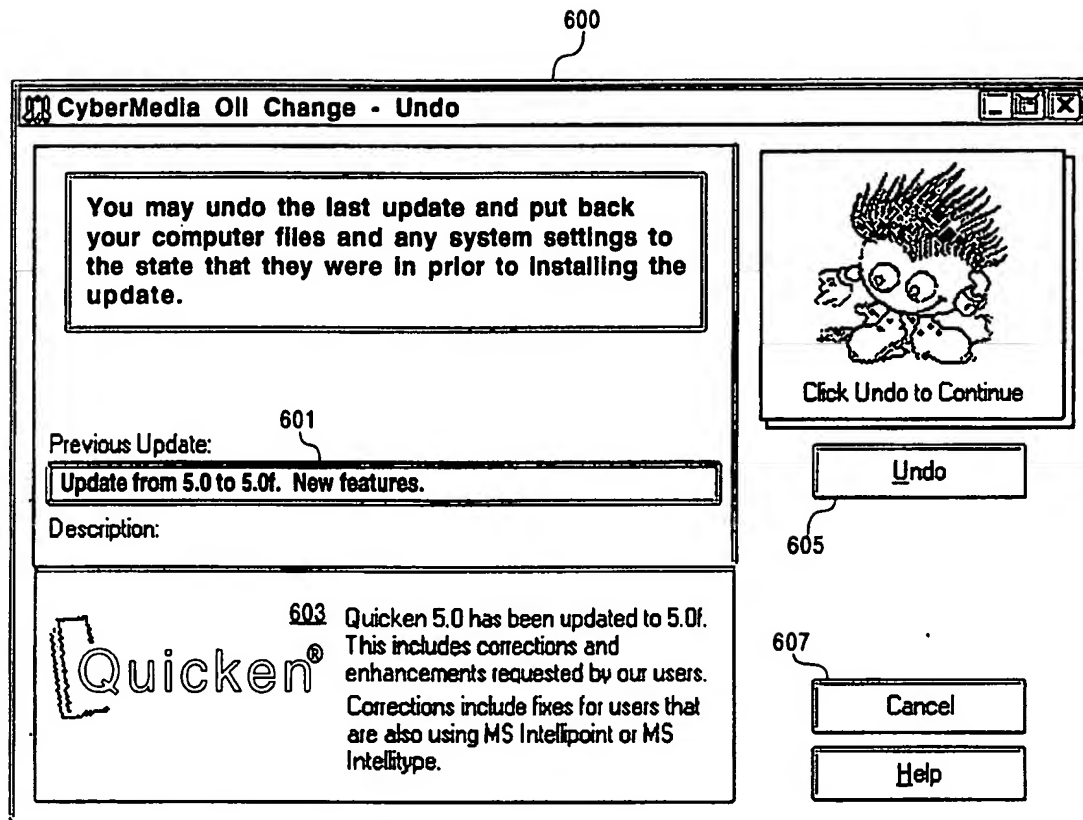 600
CyberMedia Oil Change - Undo
You may undo the last update and put back
your computer files and any system settings to
the state that they were in prior to installing the
update.
Click Undo to Continue
601
Previous Update:
Update from 5.0 to 5.0f. New features.
Undo
605
Description:
603
Quicken®
Quicken 5.0 has been updated to 5.0f.
This includes corrections and
enhancements requested by our users.
Corrections include fixes for users that
are also using MS Intellipoint or MS
Intellitype.
607
Cancel
Help